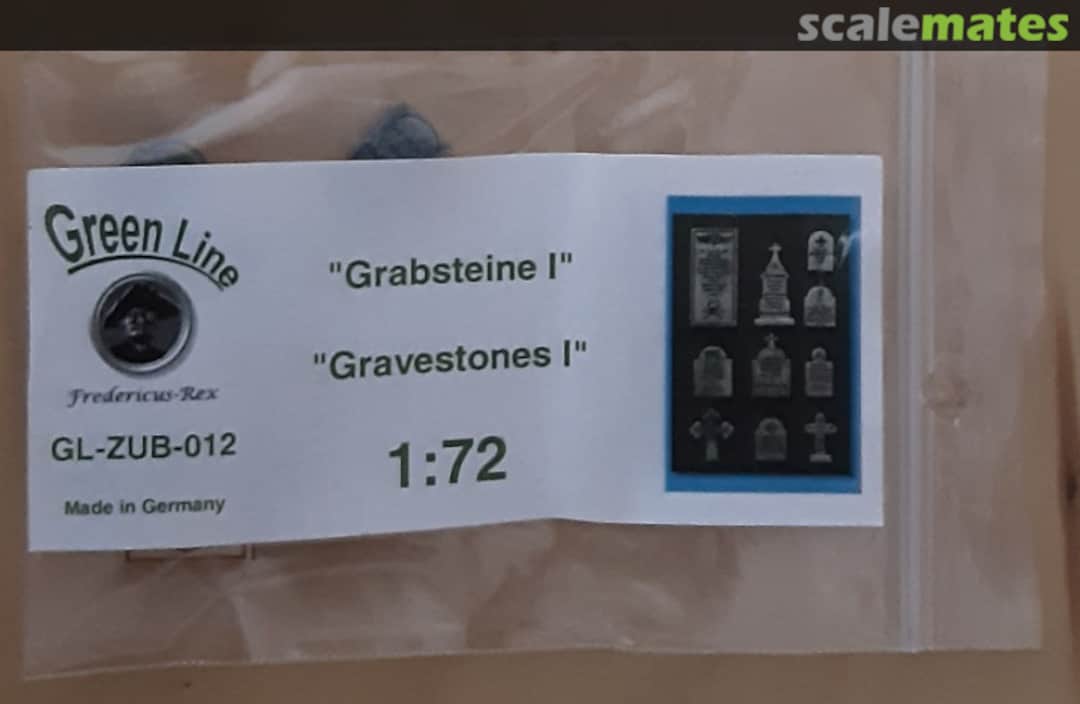 scalemates
Green Line
Fredericus-Rex
GL-ZUB-012
Made in Germany
"Grabsteine I"
"Gravestones I"
1:72